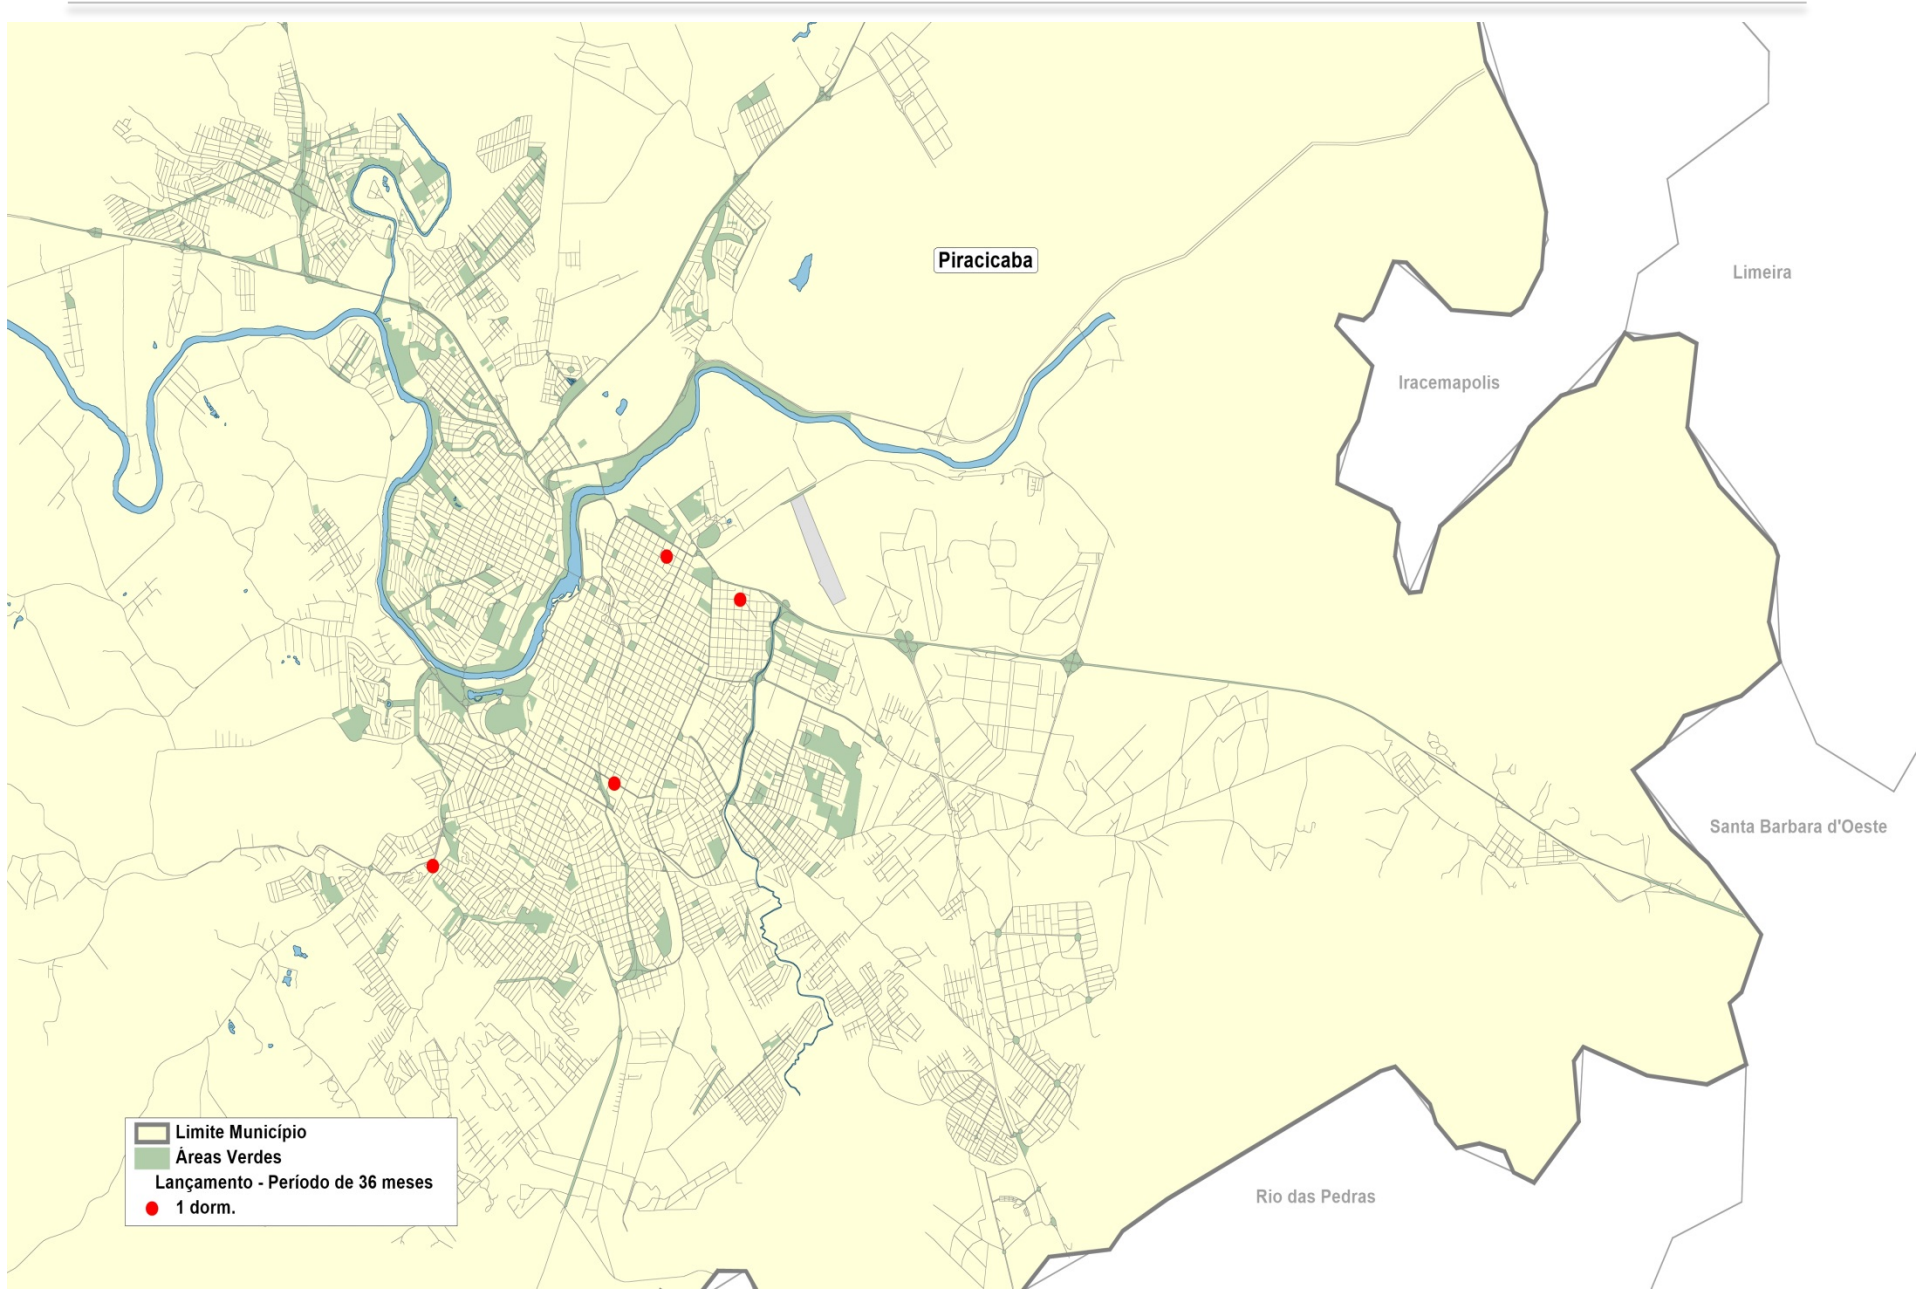 Piracicaba
Limeira
Iracemapolis
Santa Barbara d'Oeste
Rio das Pedras
Limite Município
Áreas Verdes
Lançamento - Período de 36 meses
1 dorm.